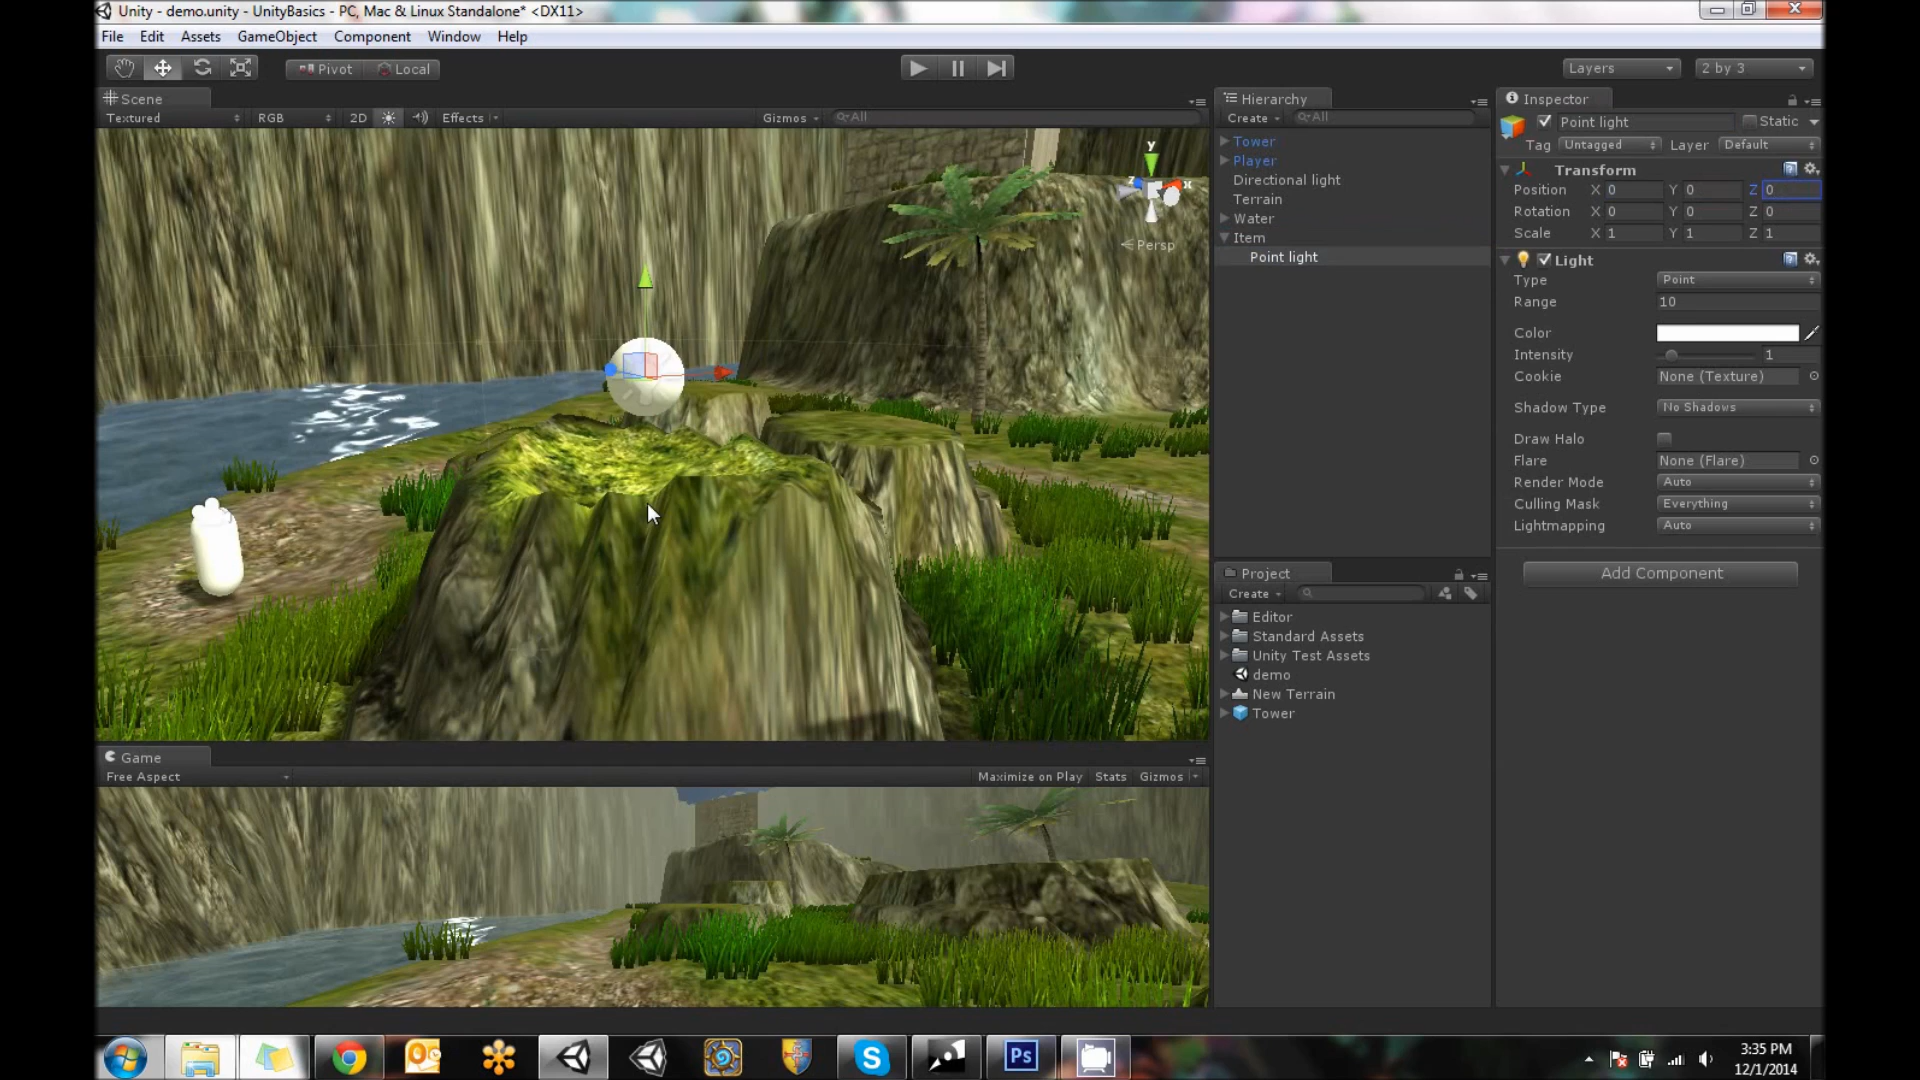 Unity - demo.unity - UnityBasics - PC, Mac & Linux Standalone* <DX11>
File Edit Assets GameObject Component Window Help
Pivot Local Layers 2 by 3
Scene
Textured RGB 2D Effects Gizmos All
y
z x
Persp
Hierarchy
Create All
Tower
Player
Directional light
Terrain
Water
Item
Point light
Project
Create
Editor
Standard Assets
Unity Test Assets
demo
New Terrain
Tower
Inspector
Point light Static
Tag Untagged Layer Default
Transform
Position X 0 Y 0 Z 0
Rotation X 0 Y 0 Z 0
Scale X 1 Y 1 Z 1
Light
Type Point
Range 10
Color
Intensity 1
Cookie None (Texture)
Shadow Type No Shadows
Draw Halo
Flare None (Flare)
Render Mode Auto
Culling Mask Everything
Lightmapping Auto
Add Component
Game
Free Aspect Maximize on Play Stats Gizmos
Ps
3:35 PM
12/1/2014